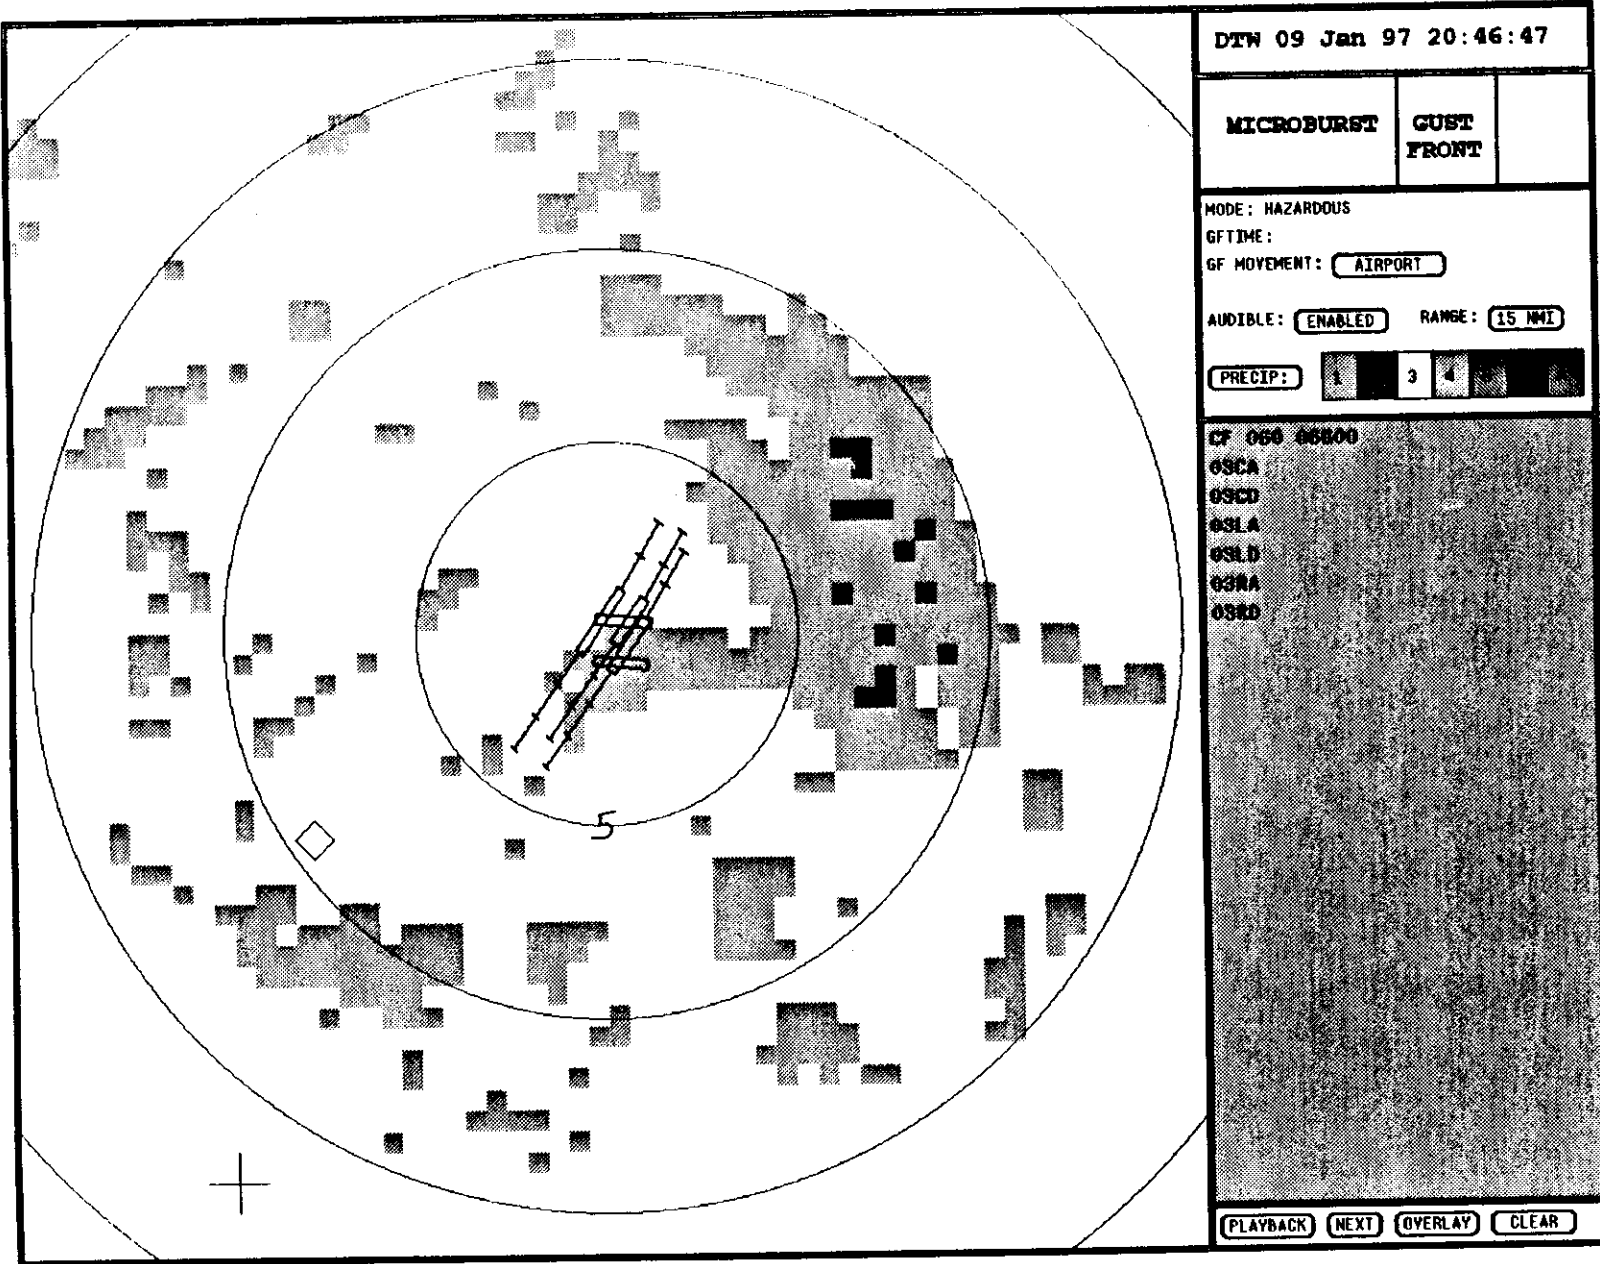 DTW 09 Jan 97 20:46:47
MICROBURST
GUST
FRONT
MODE: HAZARDOUS
GFTIME:
GF MOVEMENT: AIRPORT
AUDIBLE: ENABLED RANGE: 15 NMI
PRECIP: 1 3 4
CF 060 06G00
03CA
03CD
03LA
03LD
03RA
03RD
5
PLAYBACK NEXT OVERLAY CLEAR